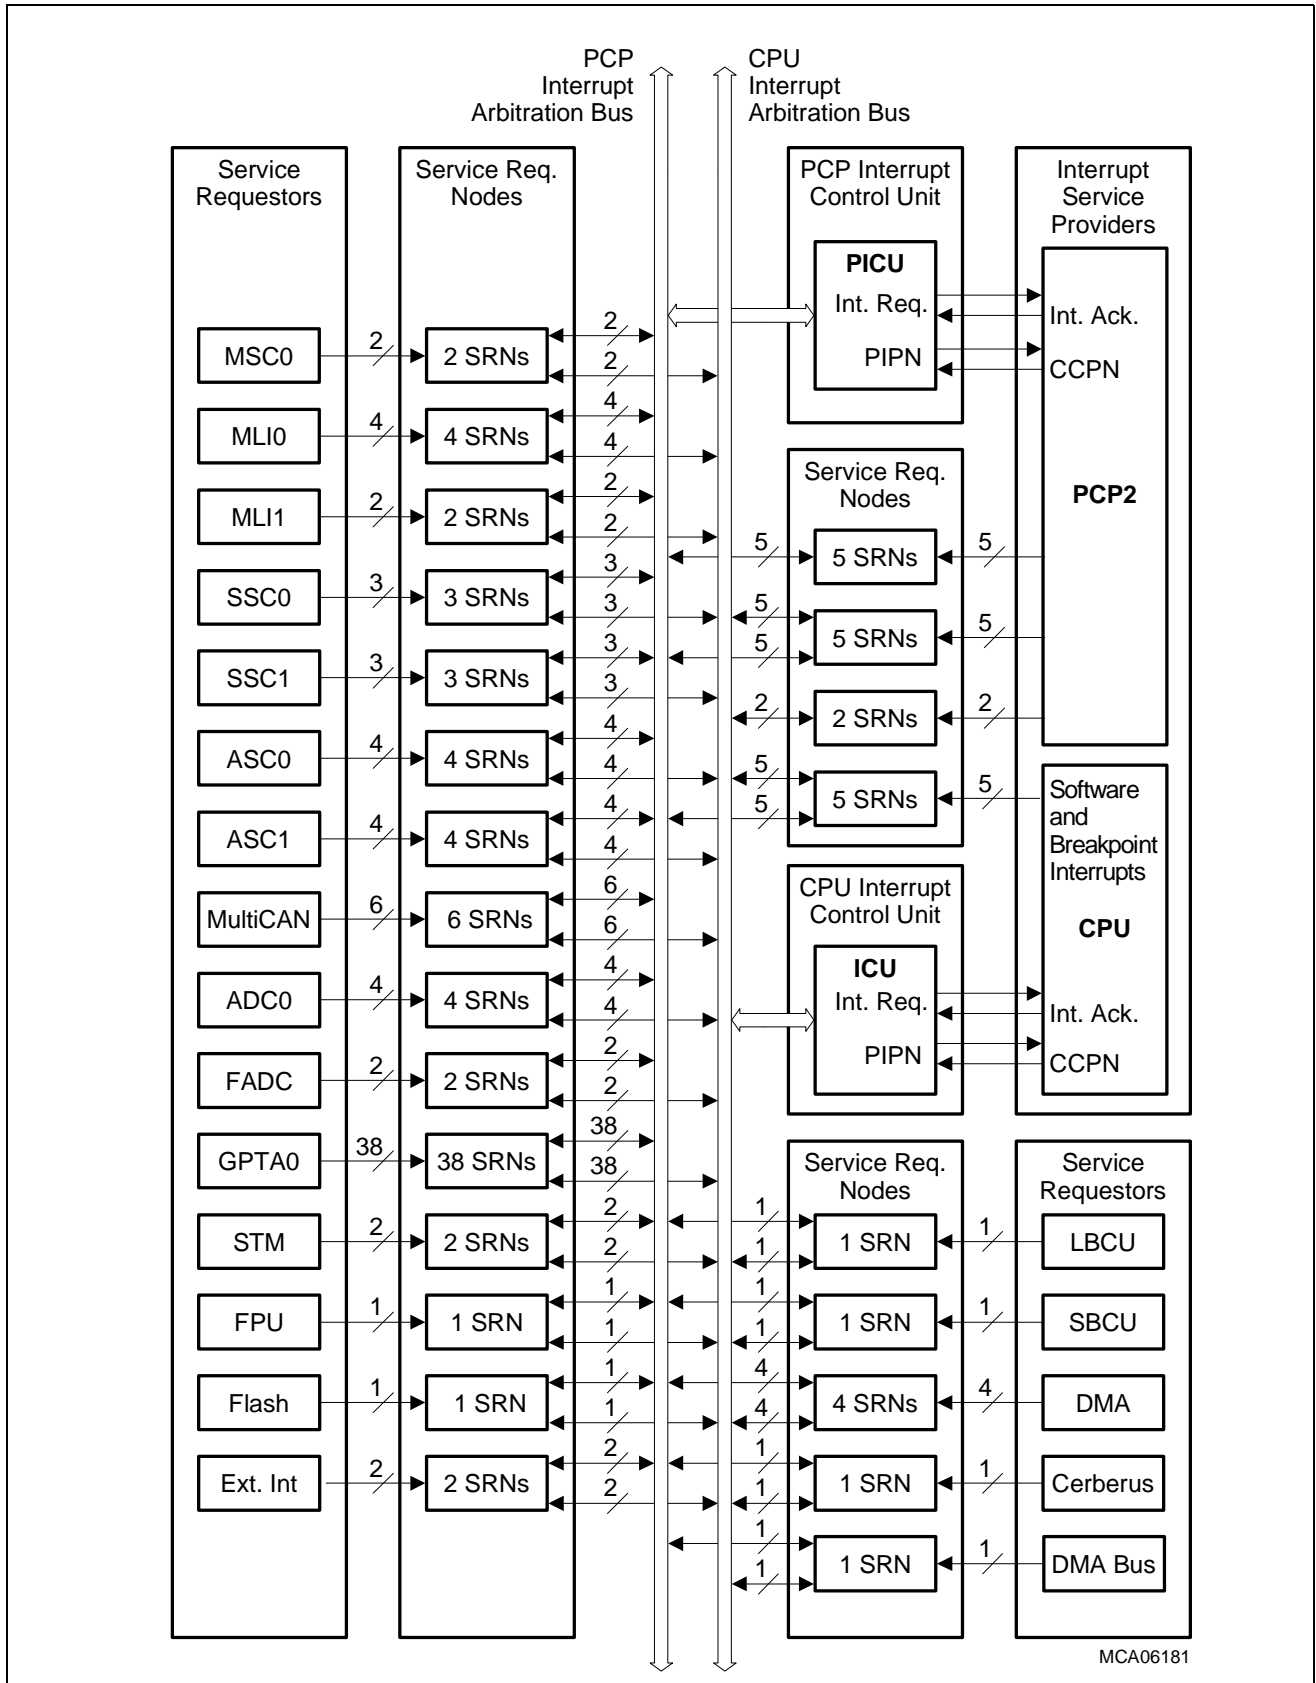 PCP
Interrupt
Arbitration Bus
CPU
Interrupt
Arbitration Bus
Service
Requestors
Service Req.
Nodes
PCP Interrupt
Control Unit
Interrupt
Service
Providers
PICU
Int. Req.
PIPN
Int. Ack.
CCPN
PCP2
MSC0
2
2 SRNs
2
2
MLI0
4
4 SRNs
4
4
MLI1
2
2 SRNs
2
2
SSC0
3
3 SRNs
3
3
SSC1
3
3 SRNs
3
3
ASC0
4
4 SRNs
4
4
ASC1
4
4 SRNs
4
4
MultiCAN
6
6 SRNs
6
6
ADC0
4
4 SRNs
4
4
FADC
2
2 SRNs
2
2
GPTA0
38
38 SRNs
38
38
STM
2
2 SRNs
2
2
FPU
1
1 SRN
1
1
Flash
1
1 SRN
1
1
Ext. Int
2
2 SRNs
2
2
Service Req.
Nodes
5
5 SRNs
5
5
5
5 SRNs
5
2
2 SRNs
2
5
5
5 SRNs
5
Software
and
Breakpoint
Interrupts
CPU
CPU Interrupt
Control Unit
ICU
Int. Req.
PIPN
Int. Ack.
CCPN
Service Req.
Nodes
Service
Requestors
1
1
1 SRN
1
LBCU
1
1
1 SRN
1
SBCU
4
4
4 SRNs
4
DMA
1
1
1 SRN
1
Cerberus
1
1
1 SRN
1
DMA Bus
MCA06181